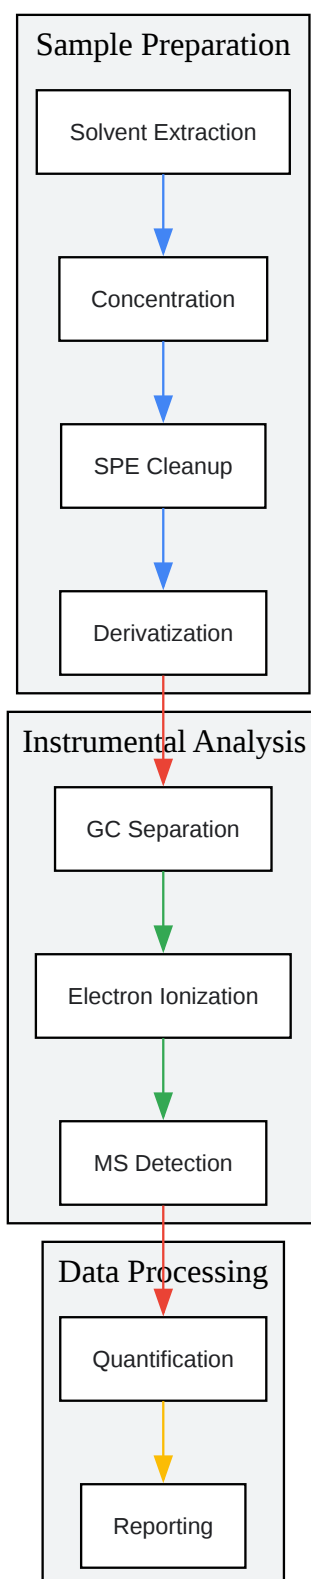 Sample Preparation
Solvent Extraction
Concentration
SPE Cleanup
Derivatization
Instrumental Analysis
GC Separation
Electron Ionization
MS Detection
Data Processing
Quantification
Reporting